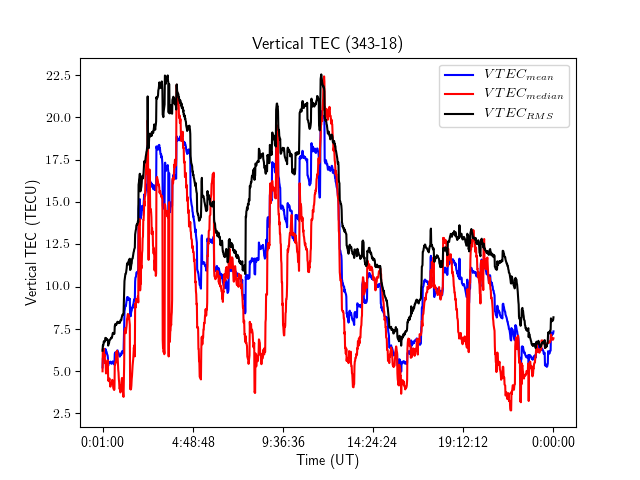 Vertical TEC (343-18)
VTEC_mean
VTEC_median
VTEC_RMS
Vertical TEC (TECU)
22.5
20.0
17.5
15.0
12.5
10.0
7.5
5.0
2.5
0:01:00 4:48:48 9:36:36 14:24:24 19:12:12 0:00:00
Time (UT)